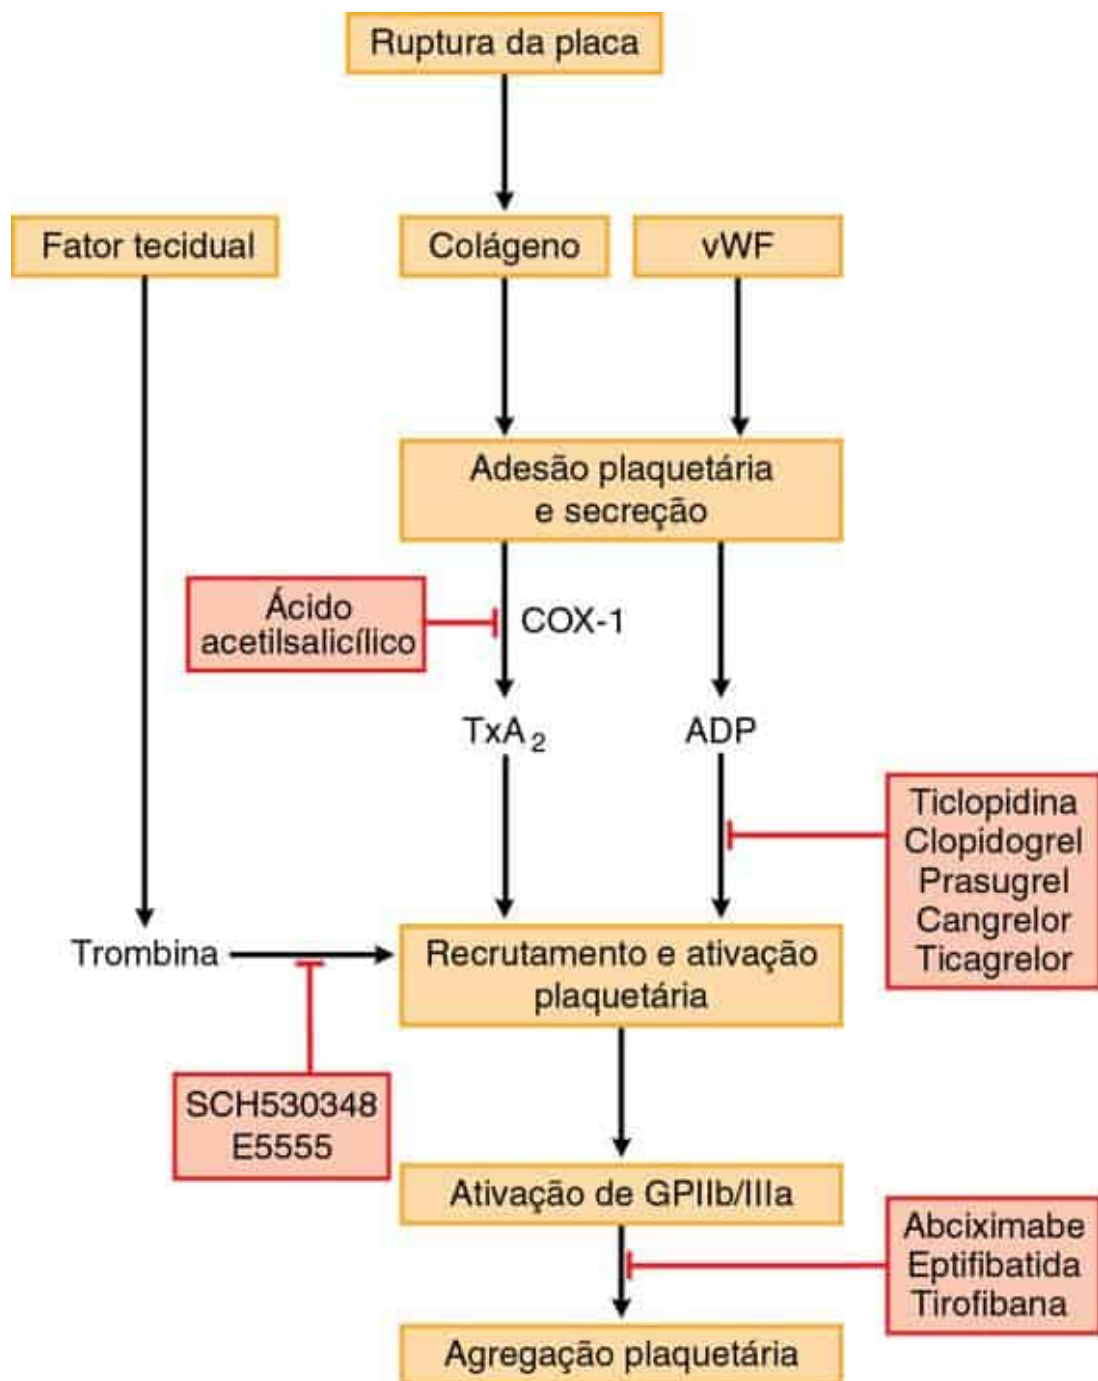 Ruptura da placa
Fator tecidual
Colágeno
vWF
Adesão plaquetária
e secreção
Ácido
acetilsalicílico
COX-1
TxA2
ADP
Ticlopidina
Clopidogrel
Prasugrel
Cangrelor
Ticagrelor
Trombina
Recrutamento e ativação
plaquetária
SCH530348
E5555
Ativação de GPIIb/IIIa
Abciximabe
Eptifibatida
Tirofibana
Agregação plaquetária